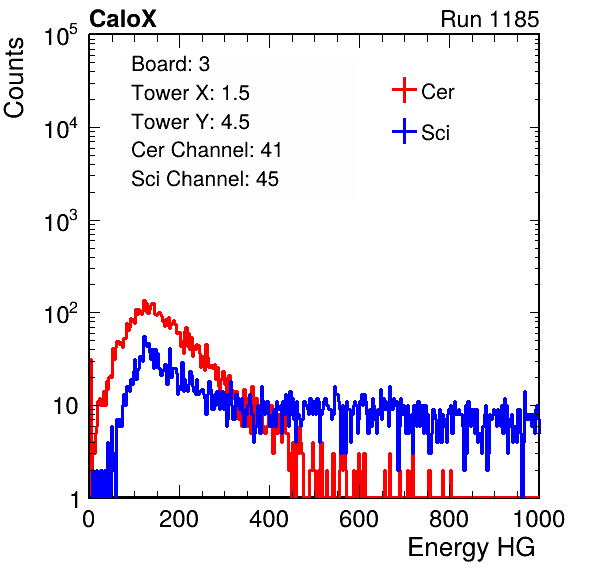 CaloX Run 1185
Counts
Board: 3
Tower X: 1.5
Tower Y: 4.5
Cer Channel: 41
Sci Channel: 45
Cer
Sci
10^5
10^4
10^3
10^2
10
1
0 200 400 600 800 1000
Energy HG